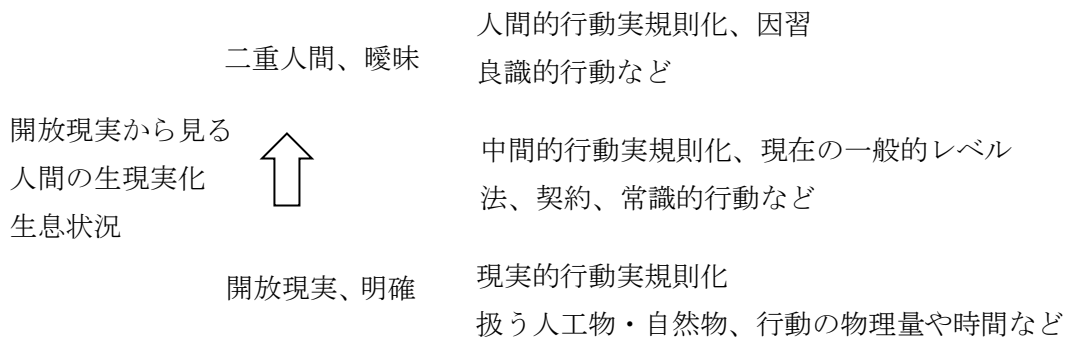 人間的行動実規則化、因習
二重人間、曖昧
良識的行動など
開放現実から見る
人間の生現実化
生息状況
中間的行動実規則化、現在の一般的レベル
法、契約、常識的行動など
開放現実、明確
現実的行動実規則化
扱う人工物・自然物、行動の物理量や時間など